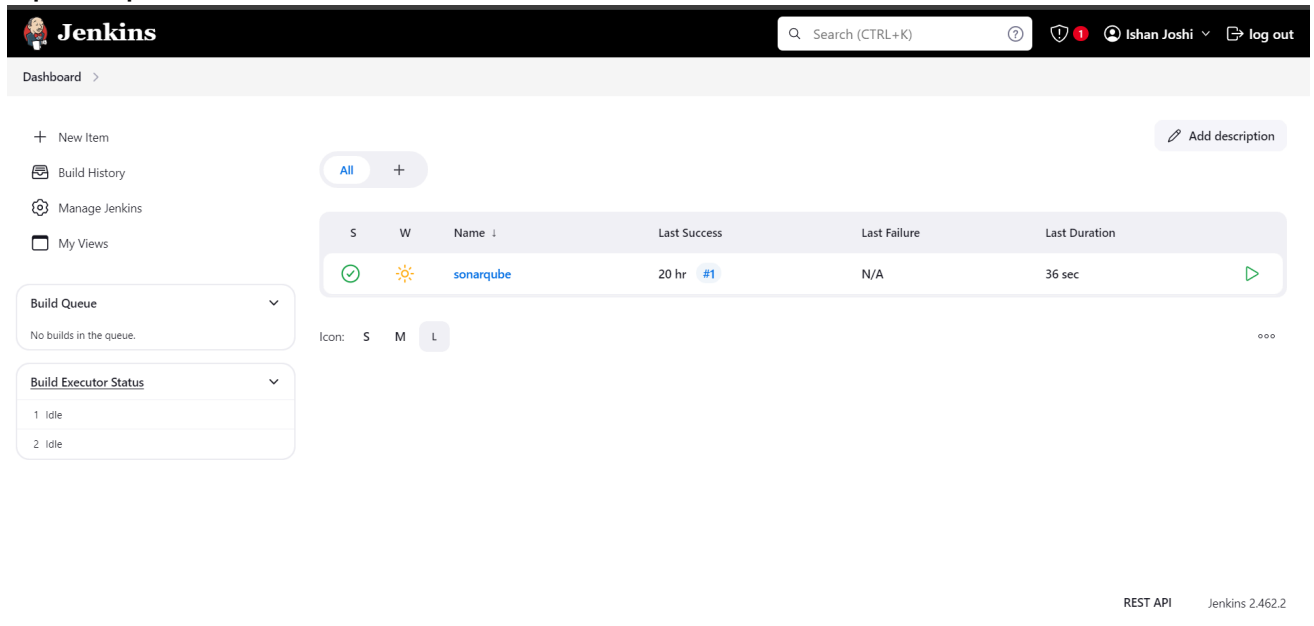 Jenkins
Search (CTRL+K)
1
Ishan Joshi
log out
Dashboard
New Item
Build History
Manage Jenkins
My Views
Build Queue
No builds in the queue.
Build Executor Status
1 Idle
2 Idle
Add description
All +
S W Name ↓ Last Success Last Failure Last Duration
sonarqube 20 hr #1 N/A 36 sec
Icon: S M L
REST API Jenkins 2.462.2